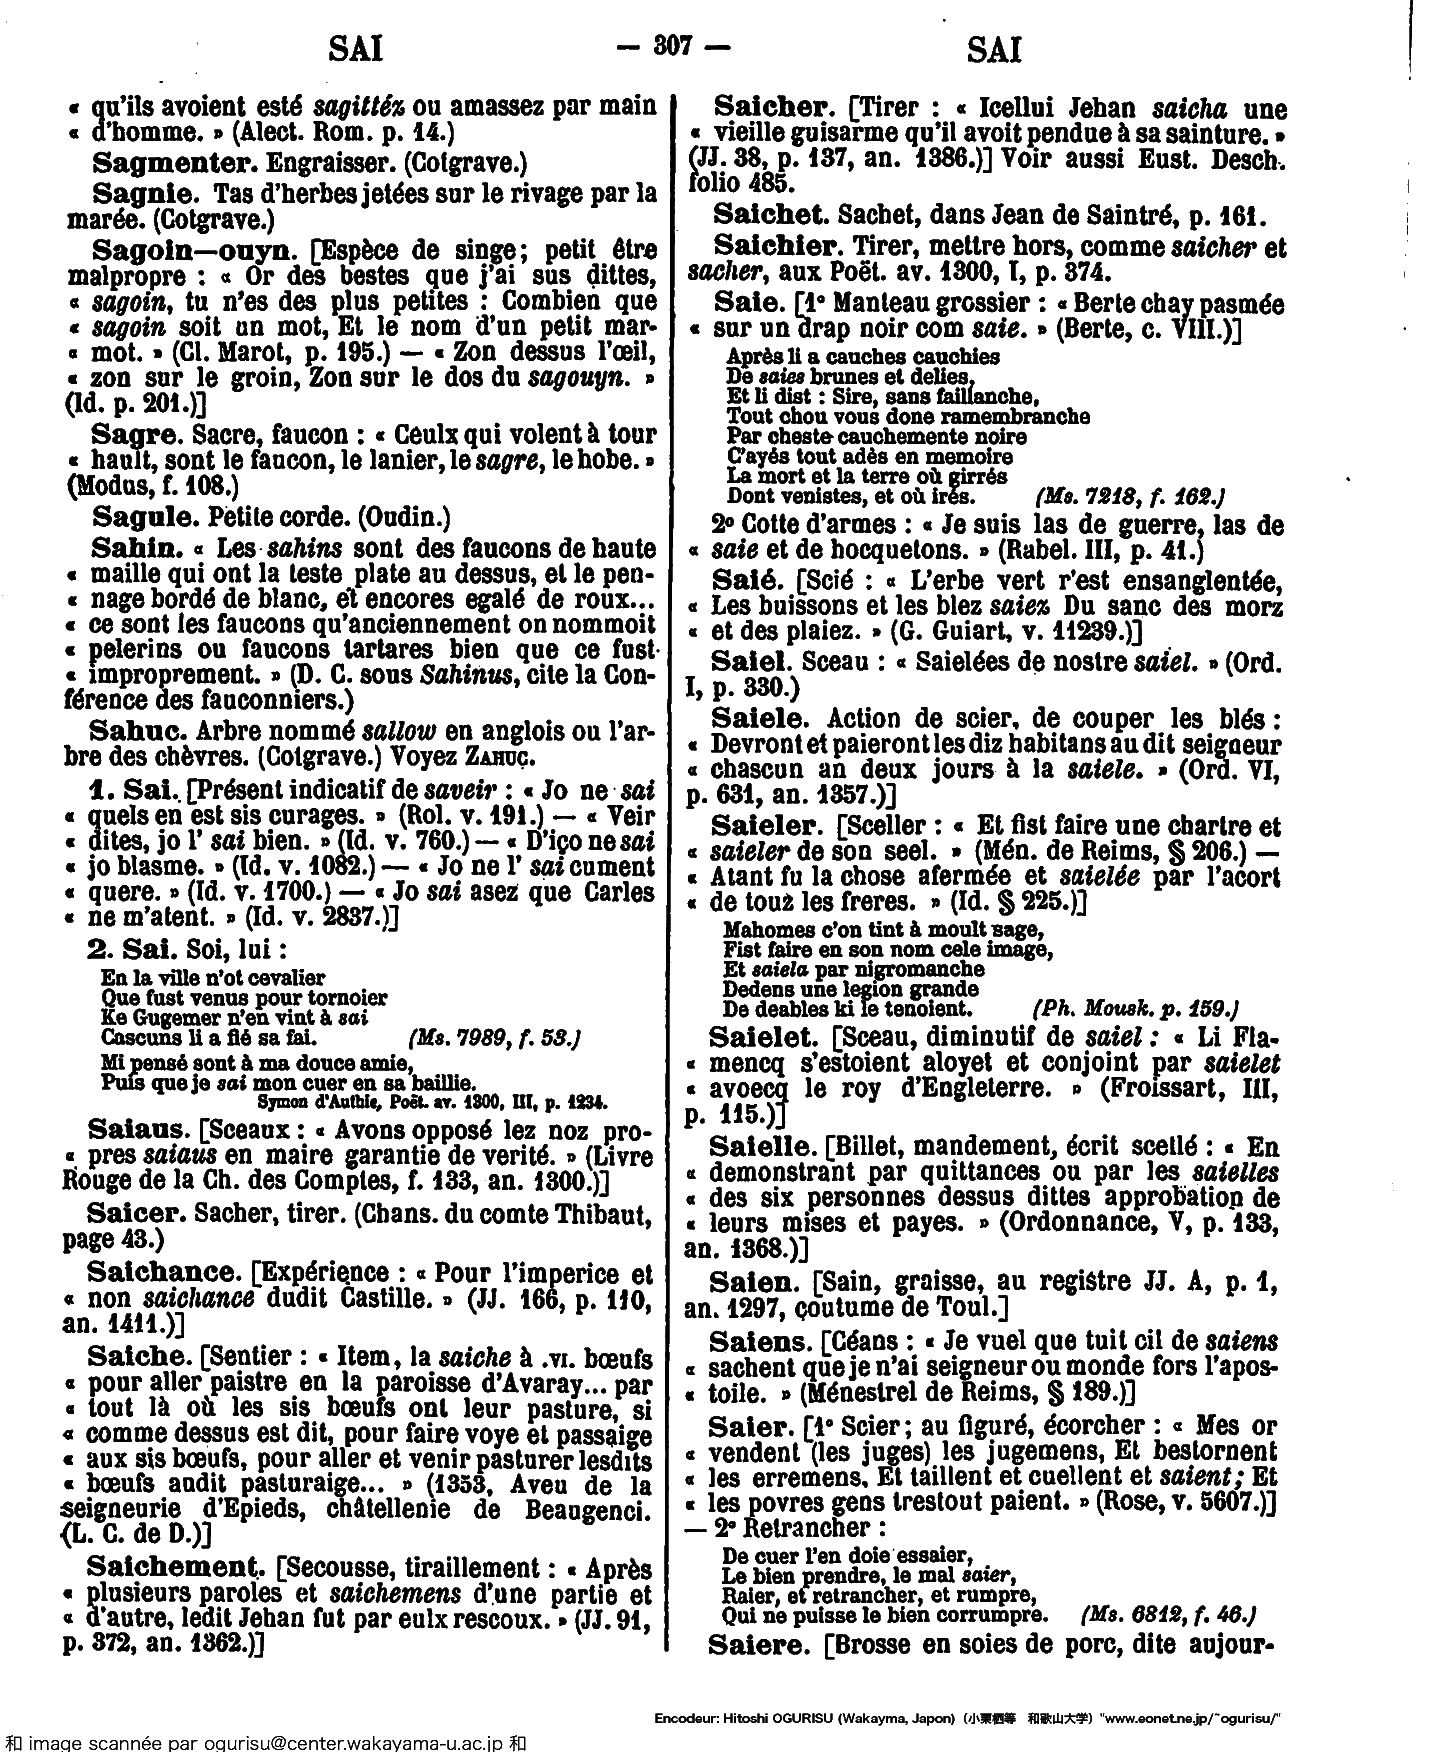 SAI — 307 — SAI
« qu'ils avoient esté sagittéz ou amassez par main
« d'homme. » (Alect. Rom. p. 14.)
Sagmenter. Engraisser. (Cotgrave.)
Sagnie. Tas d'herbes jetées sur le rivage par la
marée. (Cotgrave.)
Sagoin—ouyn. [Espèce de singe; petit être
malpropre : « Or des bestes que j'ai sus dittes,
« sagoin, tu n'es des plus petites : Combien que
« sagoin soit un mot, Et le nom d'un petit mar-
« mot. » (Cl. Marot, p. 195.) — « Zon dessus l'œil,
« zon sur le groin, Zon sur le dos du sagouyn. »
(Id. p. 201.)]
Sagre. Sacre, faucon : « Ceulx qui volent à tour
« hault, sont le faucon, le lanier, le sagre, le hobe. »
(Modus, f. 108.)
Sagule. Petite corde. (Oudin.)
Sahin. « Les sahins sont des faucons de haute
« maille qui ont la teste plate au dessus, et le pen-
« nage bordé de blanc, et encores egalé de roux...
« ce sont les faucons qu'anciennement on nommoit
« pelerins ou faucons tartares bien que ce fust
« improprement. » (D. C. sous Sahinus, cite la Con-
férence des fauconniers.)
Sahuc. Arbre nommé sallow en anglois ou l'ar-
bre des chèvres. (Cotgrave.) Voyez ZAHUC.
1. Sai. [Présent indicatif de saveir : « Jo ne sai
« quels en est sis curages. » (Rol. v. 191.) — « Veir
« dites, jo l' sai bien. » (Id. v. 760.) — « D'iço ne sai
« jo blasme. » (Id. v. 1082.) — « Jo ne l' sai cument
« quere. » (Id. v. 1700.) — « Jo sai asez que Carles
« ne m'atent. » (Id. v. 2837.)]
2. Sai. Soi, lui :
En la ville n'ot cevalier
Que fust venus pour tornoier
Ke Gugemer n'en vint à sai
Cascuns li a fié sa fai. (Ms. 7989, f. 53.)
Mi pensé sont à ma douce amie,
Puis que je sai mon cuer en sa baillie.
Symon d'Authie, Poët. av. 1300, III, p. 1234.
Saiaus. [Sceaux : « Avons opposé lez noz pro-
« pres saiaus en maire garantie de verité. » (Livre
Rouge de la Ch. des Comptes, f. 133, an. 1300.)]
Saicer. Sacher, tirer. (Chans. du comte Thibaut,
page 43.)
Saichance. [Expérience : « Pour l'imperice et
« non saichance dudit Castille. » (JJ. 166, p. 110,
an. 1411.)]
Saiche. [Sentier : « Item, la saiche à .VI. bœufs
« pour aller paistre en la paroisse d'Avaray... par
« tout là où les sis bœufs ont leur pasture, si
« comme dessus est dit, pour faire voye et passaige
« aux sis bœufs, pour aller et venir pasturer lesdits
« bœufs audit pasturaige... » (1353, Aveu de la
seigneurie d'Epieds, châtellenie de Beaugenci.
(L. C. de D.)]
Saichement. [Secousse, tiraillement : « Après
« plusieurs paroles et saichemens d'une partie et
« d'autre, ledit Jehan fut par eulx rescoux. » (JJ. 91,
p. 372, an. 1362.)]
Saicher. [Tirer : « Icellui Jehan saicha une
« vieille guisarme qu'il avoit pendue à sa sainture. »
(JJ. 38, p. 137, an. 1386.)] Voir aussi Eust. Desch.
folio 485.
Saichet. Sachet, dans Jean de Saintré, p. 161.
Saichier. Tirer, mettre hors, comme saicher et
sacher, aux Poët. av. 1300, I, p. 374.
Saie. [1° Manteau grossier : « Berte chay pasmée
« sur un drap noir com saie. » (Berte, c. VIII.)]
Après li a cauches cauchies
De saies brunes et delies,
Et li dist : Sire, sans faillanche,
Tout chou vous done ramembranche
Par cheste cauchemente noire
C'ayés tout adès en memoire
La mort et la terre où girrés
Dont venistes, et où irés. (Ms. 7218, f. 162.)
2° Cotte d'armes : « Je suis las de guerre, las de
« saie et de hocquetons. » (Rabel. III, p. 41.)
Saié. [Scié : « L'erbe vert r'est ensanglentée,
« Les buissons et les blez saiez Du sanc des morz
« et des plaiez. » (G. Guiart, v. 11239.)]
Saiel. Sceau : « Saielées de nostre saiel. » (Ord.
I, p. 330.)
Saiele. Action de scier, de couper les blés :
« Devront et paieront les diz habitans au dit seigneur
« chascun an deux jours à la saiele. » (Ord. VI,
p. 631, an. 1357.)]
Saieler. [Sceller : « Et fist faire une chartre et
« saieler de son seel. » (Mén. de Reims, § 206.) —
« Atant fu la chose afermée et saielée par l'acort
« de touz les freres. » (Id. § 225.)]
Mahomes c'on tint à moult sage,
Fist faire en son nom cele image,
Et saiela par nigromanche
Dedens une legion grande
De deables ki le tenoient. (Ph. Mousk. p. 159.)
Saielet. [Sceau, diminutif de saiel : « Li Fla-
« mencq s'estoient aloyet et conjoint par saielet
« avoecq le roy d'Engleterre. » (Froissart, III,
p. 115.)]
Saielle. [Billet, mandement, écrit scellé : « En
« demonstrant par quittances ou par les saielles
« des six personnes dessus dittes approbation de
« leurs mises et payes. » (Ordonnance, V, p. 133,
an. 1368.)]
Saien. [Sain, graisse, au registre JJ. A, p. 1,
an. 1297, coutume de Toul.]
Saiens. [Céans : « Je vuel que tuit cil de saiens
« sachent que je n'ai seigneur ou monde fors l'apos-
« toile. » (Ménestrel de Reims, § 189.)]
Saier. [1° Scier ; au figuré, écorcher : « Mes or
« vendent (les juges) les jugemens, Et bestornent
« les erremens, Et taillent et cuellent et saient ; Et
« les povres gens trestout paient. » (Rose, v. 5607.)]
— 2° Retrancher :
De cuer l'en doie essaier,
Le bien prendre, le mal saier,
Raier, et retrancher, et rumpre,
Qui ne puisse le bien corrumpre. (Ms. 6812, f. 46.)
Saiere. [Brosse en soies de porc, dite aujour-
Encodeur: Hitoshi OGURISU (Wakayma, Japon) (小栗栖等 和歌山大学) "www.eonet.ne.jp/~ogurisu/"
和 image scannée par ogurisu@center.wakayama-u.ac.jp 和